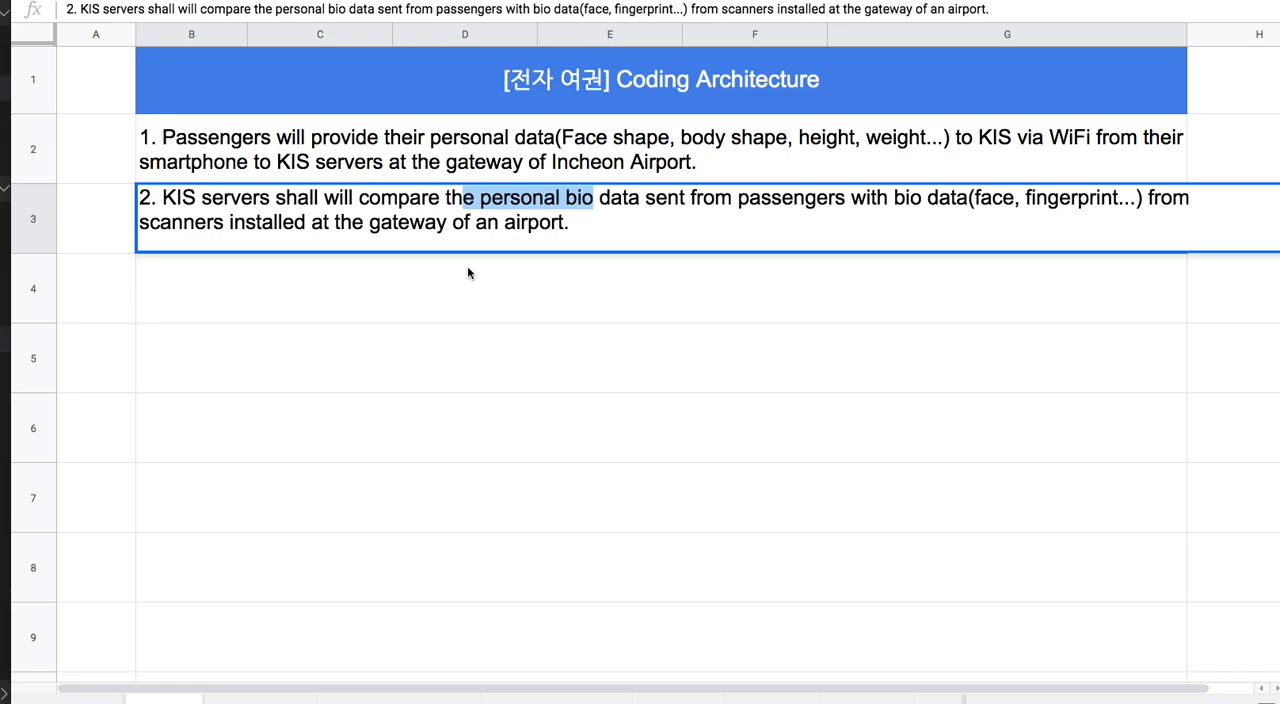 fx 2. KIS servers shall will compare the personal bio data sent from passengers with bio data(face, fingerprint...) from scanners installed at the gateway of an airport.
A B C D E F G H
1 [전자 여권] Coding Architecture
2 1. Passengers will provide their personal data(Face shape, body shape, height, weight...) to KIS via WiFi from their
smartphone to KIS servers at the gateway of Incheon Airport.
3 2. KIS servers shall will compare the personal bio data sent from passengers with bio data(face, fingerprint...) from
scanners installed at the gateway of an airport.
4
5
6
7
8
9